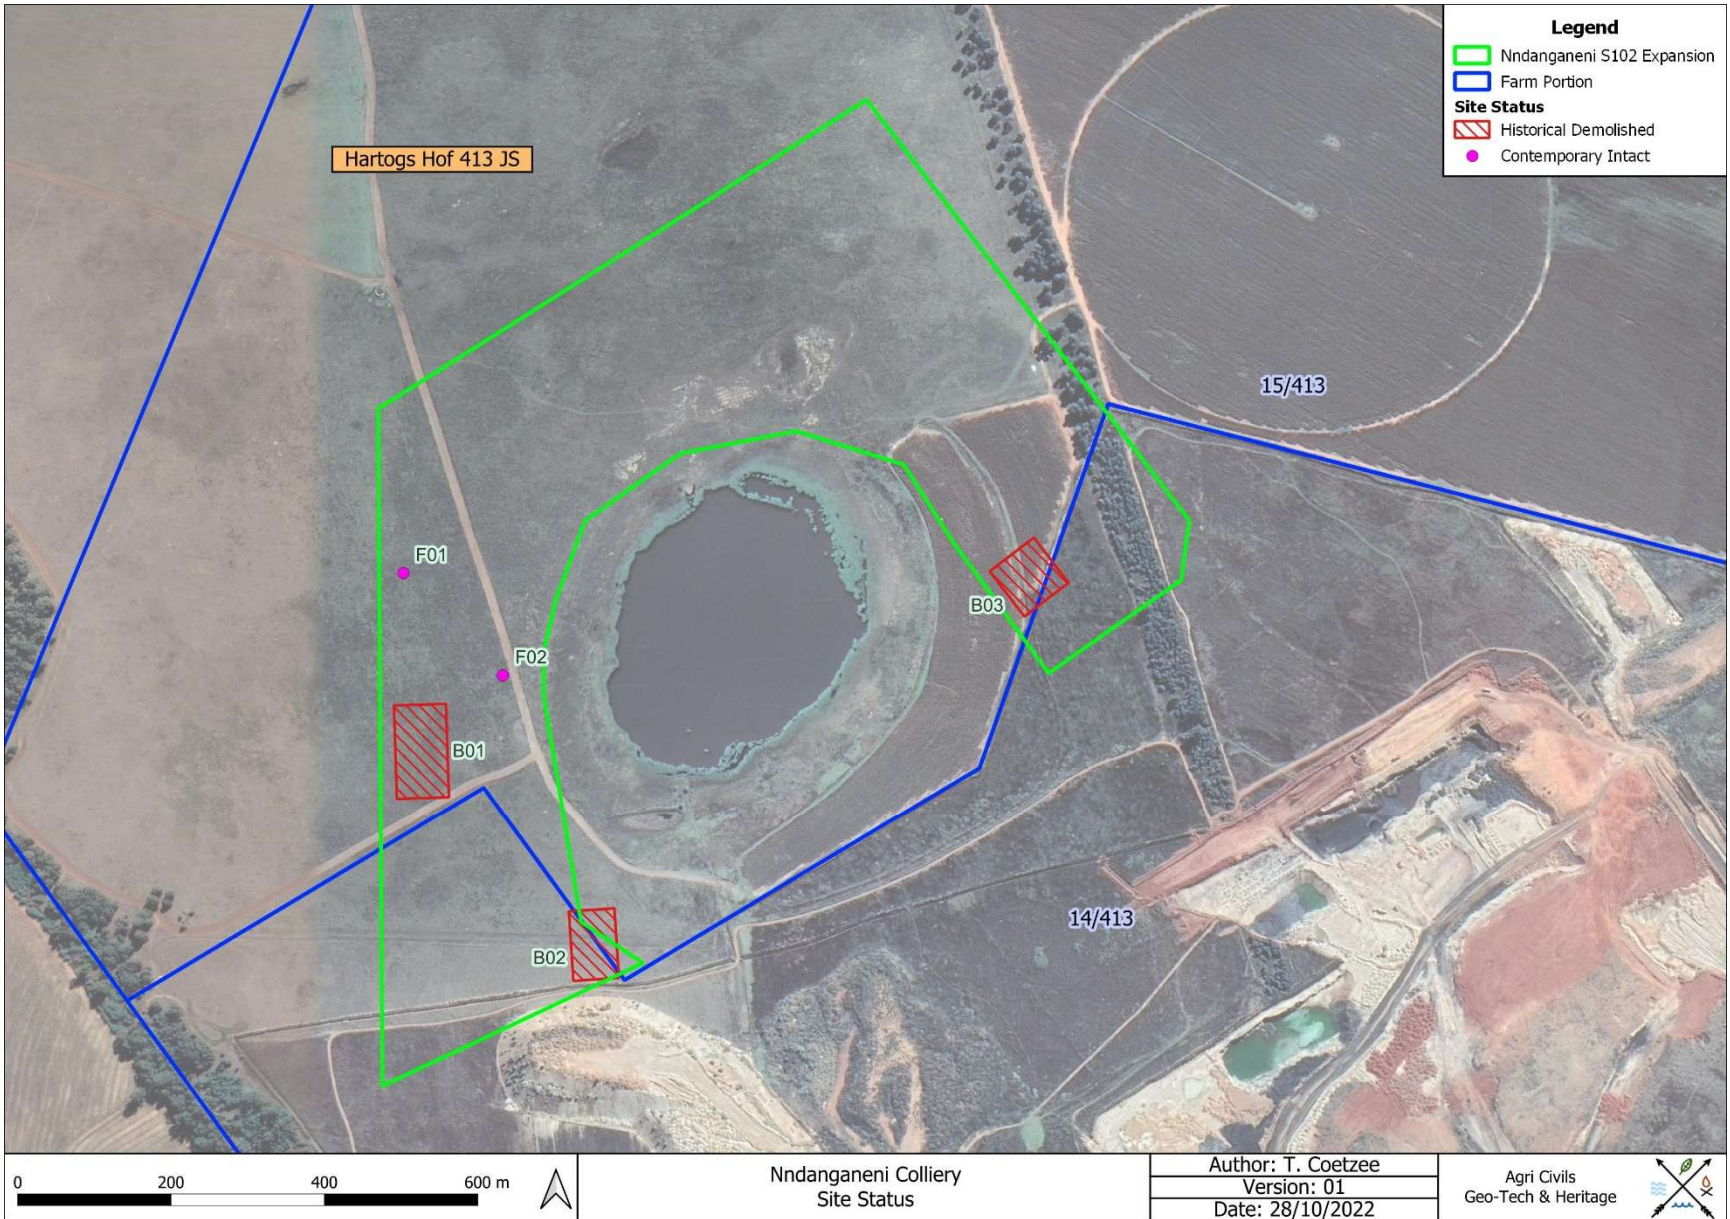 Legend
Nndanganeni S102 Expansion
Farm Portion
Site Status
Historical Demolished
Contemporary Intact
Hartogs Hof 413 JS
15/413
F01
B03
F02
B01
14/413
B02
0 200 400 600 m
Nndanganeni Colliery
Site Status
Author: T. Coetzee
Version: 01
Date: 28/10/2022
Agri Civils
Geo-Tech & Heritage